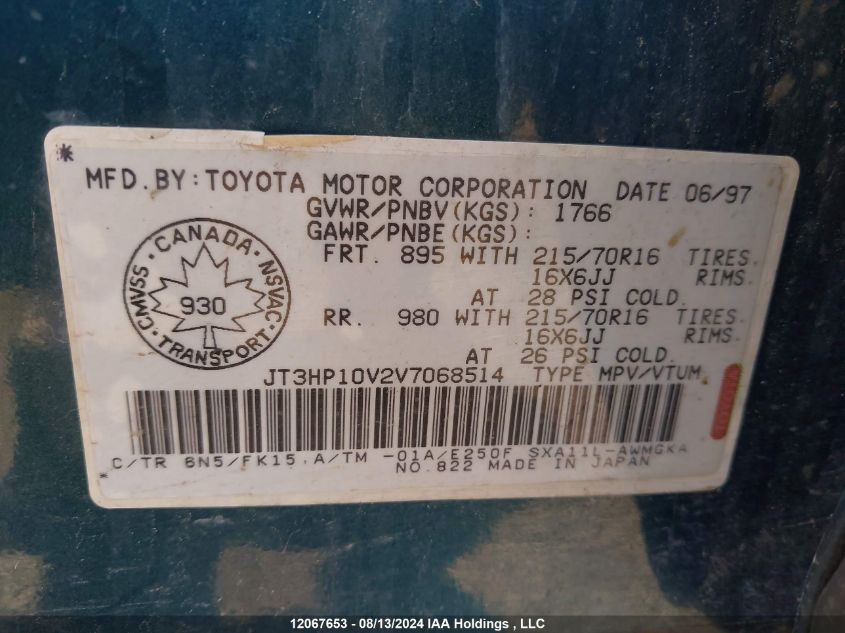 *
MFD.BY:TOYOTA MOTOR CORPORATION DATE 06/97
GVWR/PNBV(KGS): 1766
GAWR/PNBE(KGS):
FRT. 895 WITH 215/70R16 TIRES.
16X6JJ RIMS.
AT 28 PSI COLD.
RR. 980 WITH 215/70R16 TIRES.
16X6JJ RIMS.
AT 26 PSI COLD.
CANADA
CMVSS
NSVAC
930
TRANSPORT
JT3HP10V2V7068514 TYPE MPV/VTUM
C/TR 6N5/FK15 A/TM -01A/E250F SXA11L-AWMGKA
NO.822 MADE IN JAPAN
12067653 - 08/13/2024 IAA Holdings , LLC